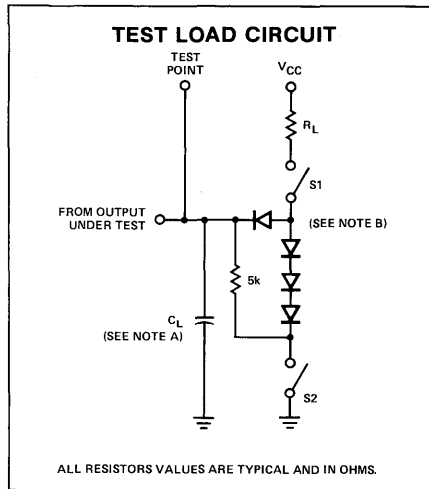 TEST LOAD CIRCUIT
TEST
POINT
VCC
RL
S1
FROM OUTPUT
UNDER TEST
(SEE NOTE B)
5k
CL
(SEE NOTE A)
S2
ALL RESISTORS VALUES ARE TYPICAL AND IN OHMS.